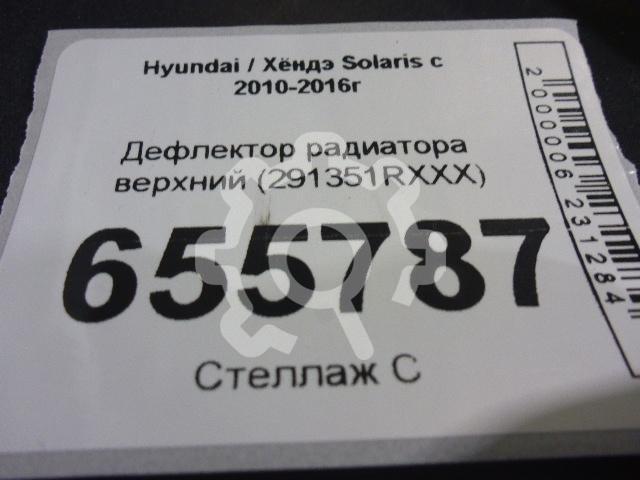 Hyundai / Хёндэ Solaris с
2010-2016г
Дефлектор радиатора
верхний (291351RXXX)
655787
Стеллаж С
2000006231284